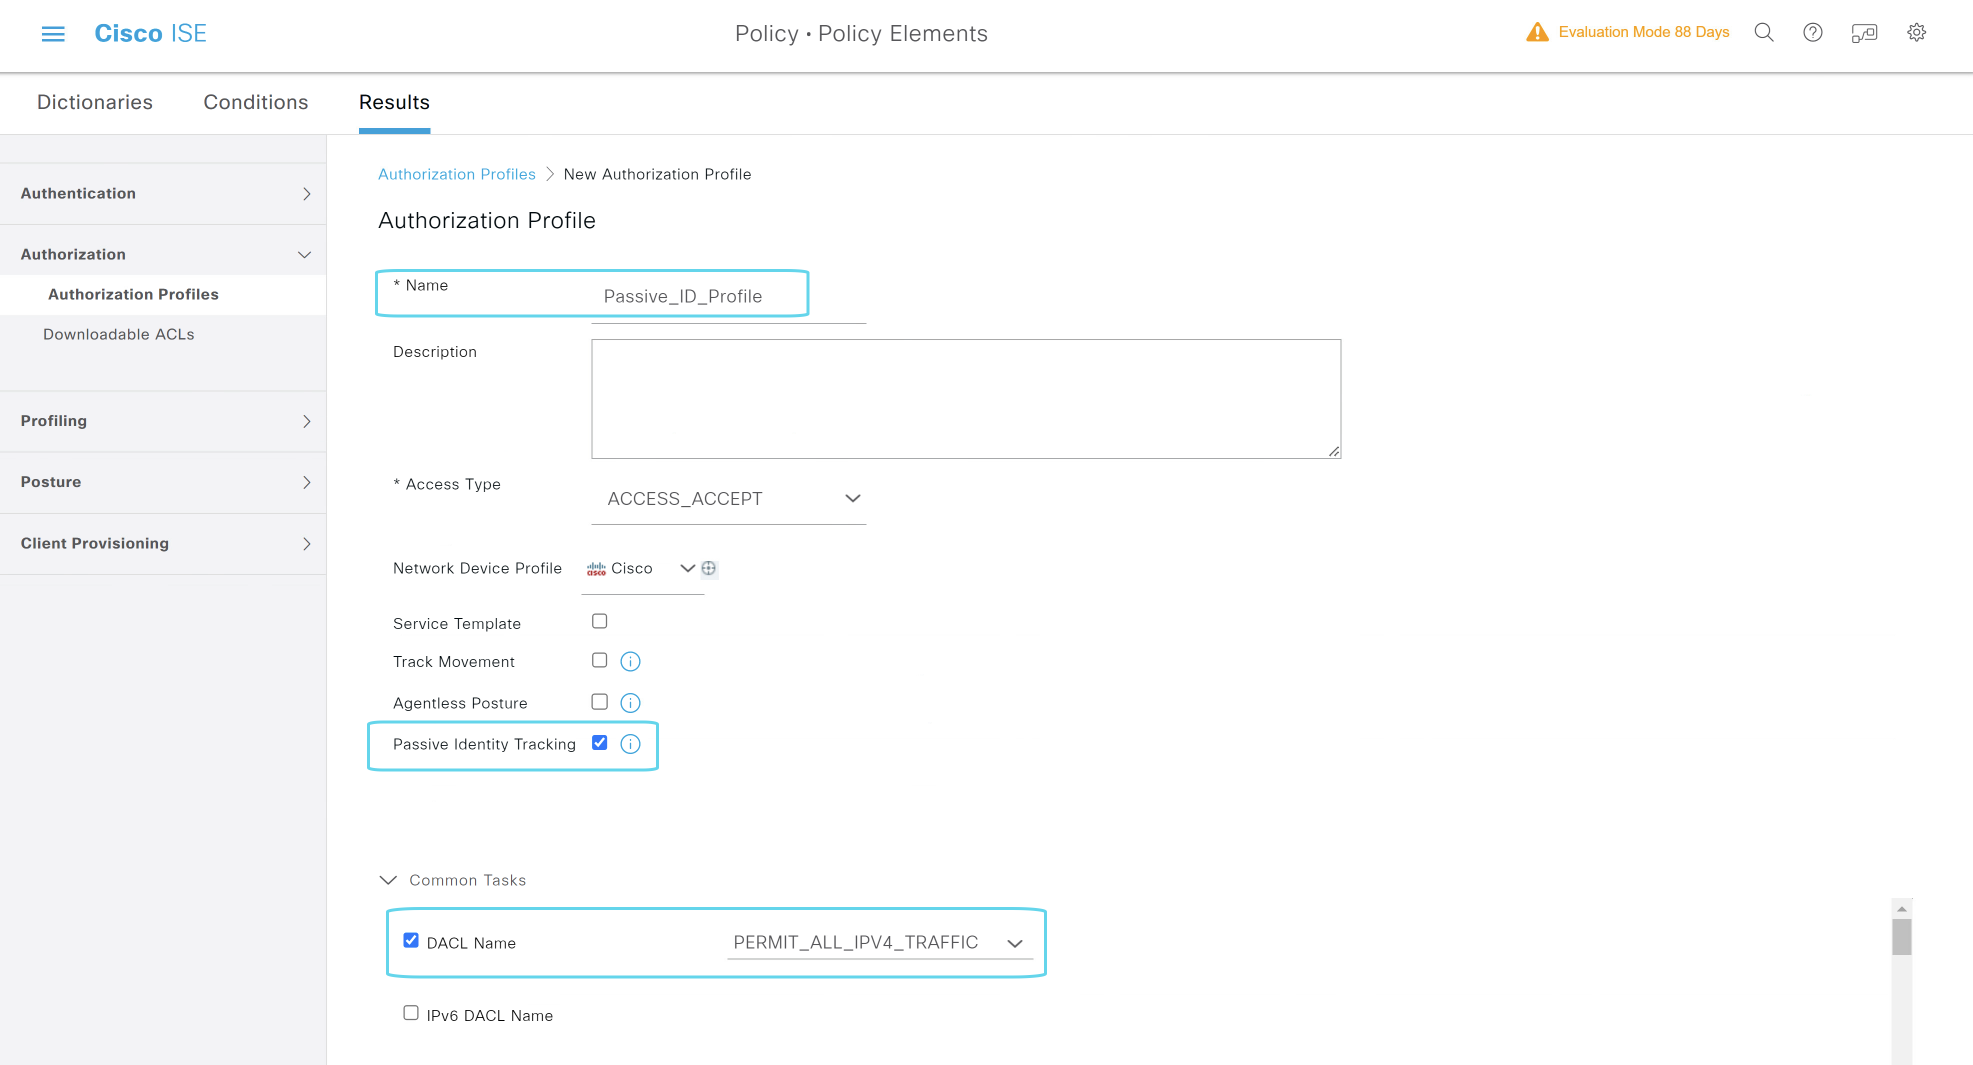 Cisco ISE
Policy • Policy Elements
Evaluation Mode 88 Days
Dictionaries
Conditions
Results
Authentication
Authorization
Authorization Profiles
Downloadable ACLs
Profiling
Posture
Client Provisioning
Authorization Profiles > New Authorization Profile
Authorization Profile
* Name
Passive_ID_Profile
Description
* Access Type
ACCESS_ACCEPT
Network Device Profile
cisco Cisco
Service Template
Track Movement
Agentless Posture
Passive Identity Tracking
Common Tasks
DACL Name
PERMIT_ALL_IPV4_TRAFFIC
IPv6 DACL Name